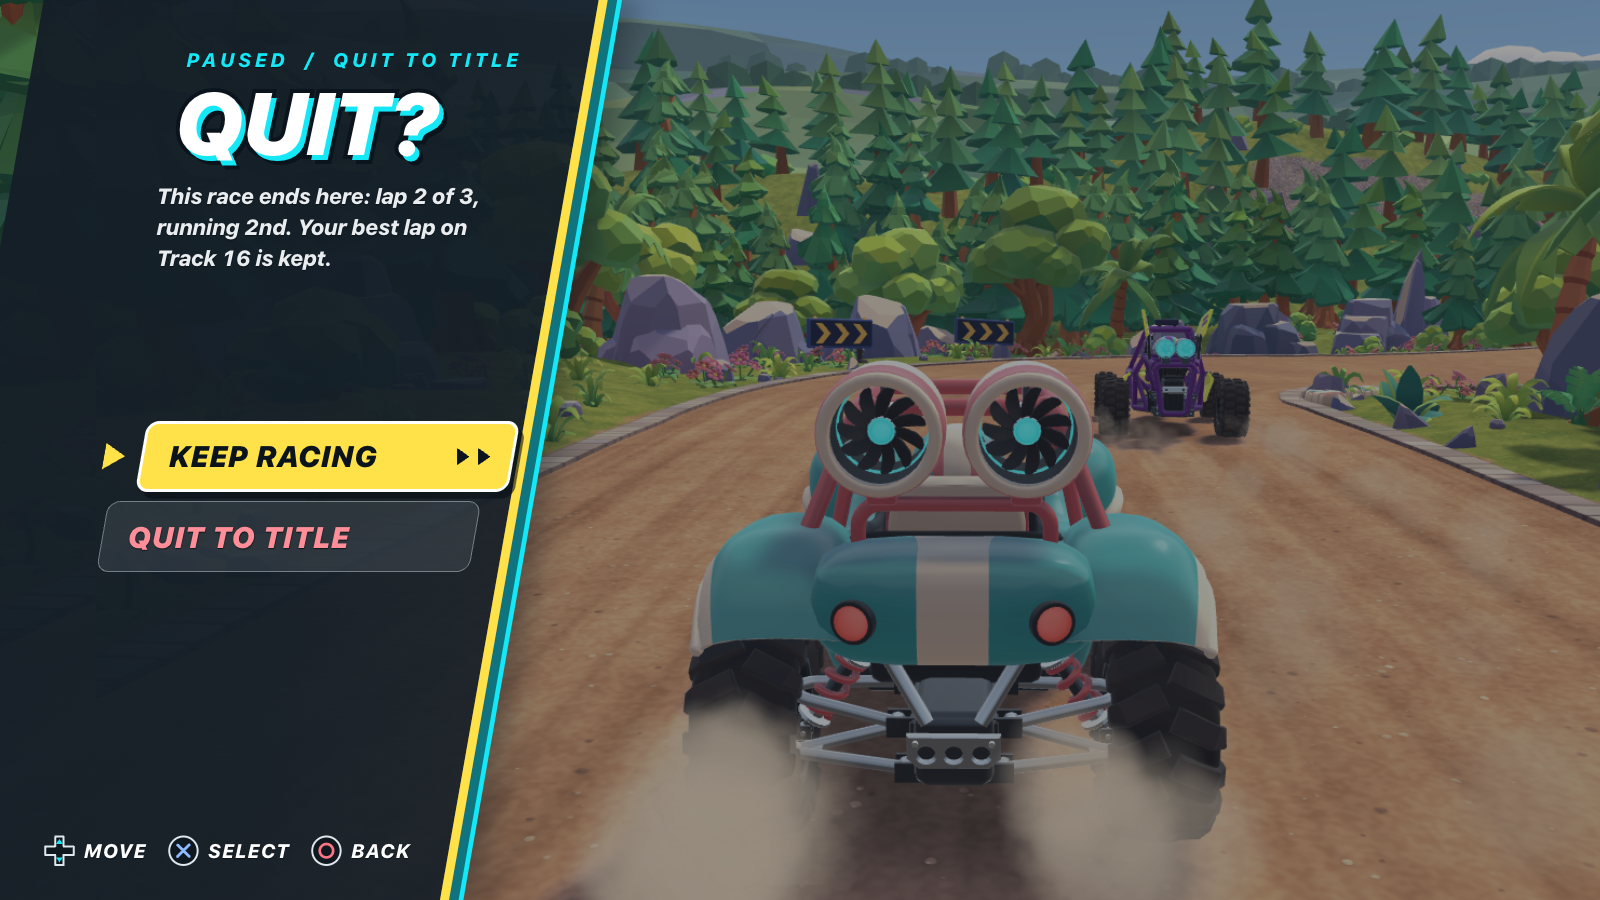 PAUSED / QUIT TO TITLE
QUIT?
This race ends here: lap 2 of 3,
running 2nd. Your best lap on
Track 16 is kept.
KEEP RACING
QUIT TO TITLE
MOVE SELECT BACK